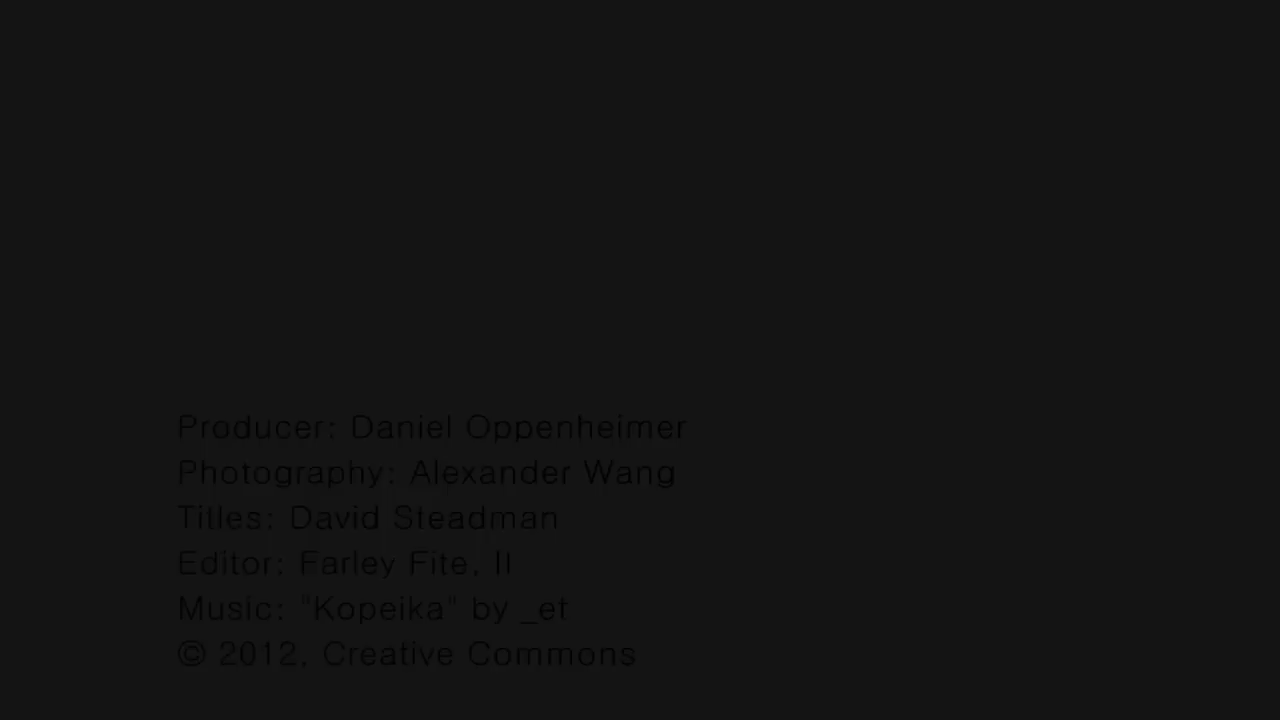 Producer: Daniel Oppenheimer
Photography: Alexander Wang
Titles: David Steadman
Editor: Farley Fite, II
Music: "Kopeika" by _et
© 2012, Creative Commons